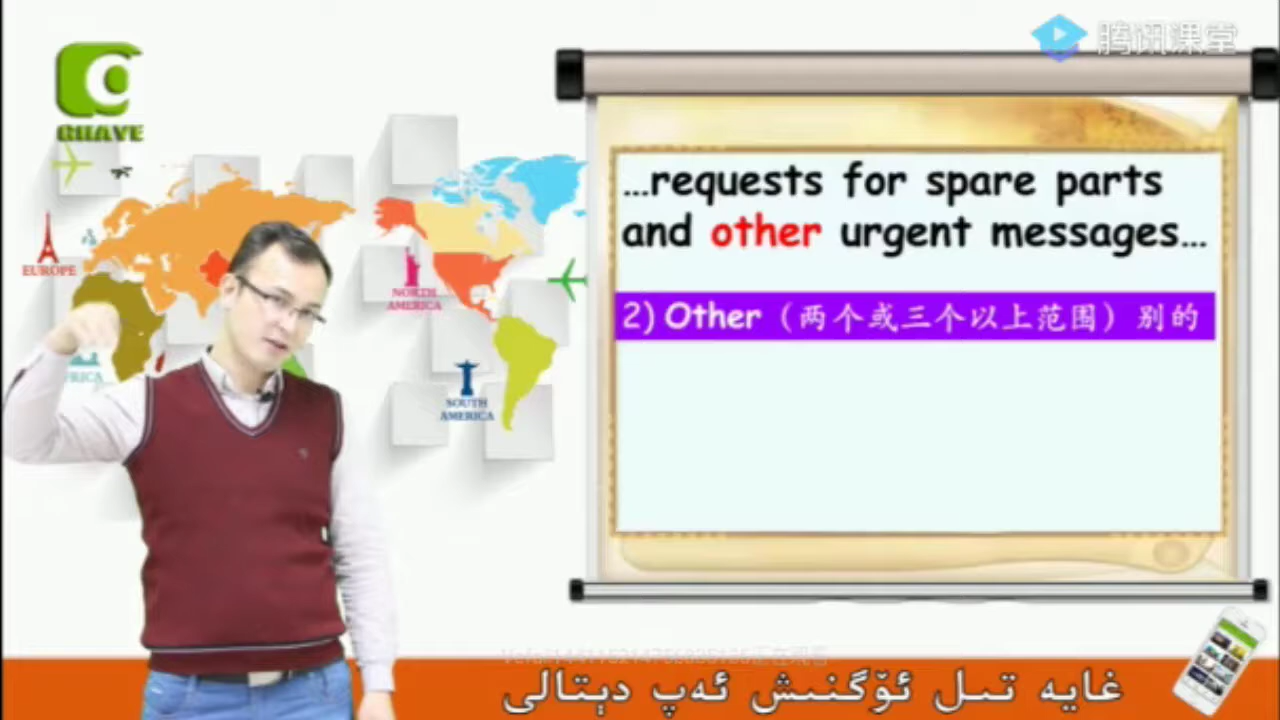 GHAYE
腾讯课堂
...requests for spare parts
and other urgent messages...
2) Other（两个或三个以上范围）别的
EUROPE
NORTH
AMERICA
SOUTH
AMERICA
غايە تىل ئۆگىنىش ئەپ دېتالى